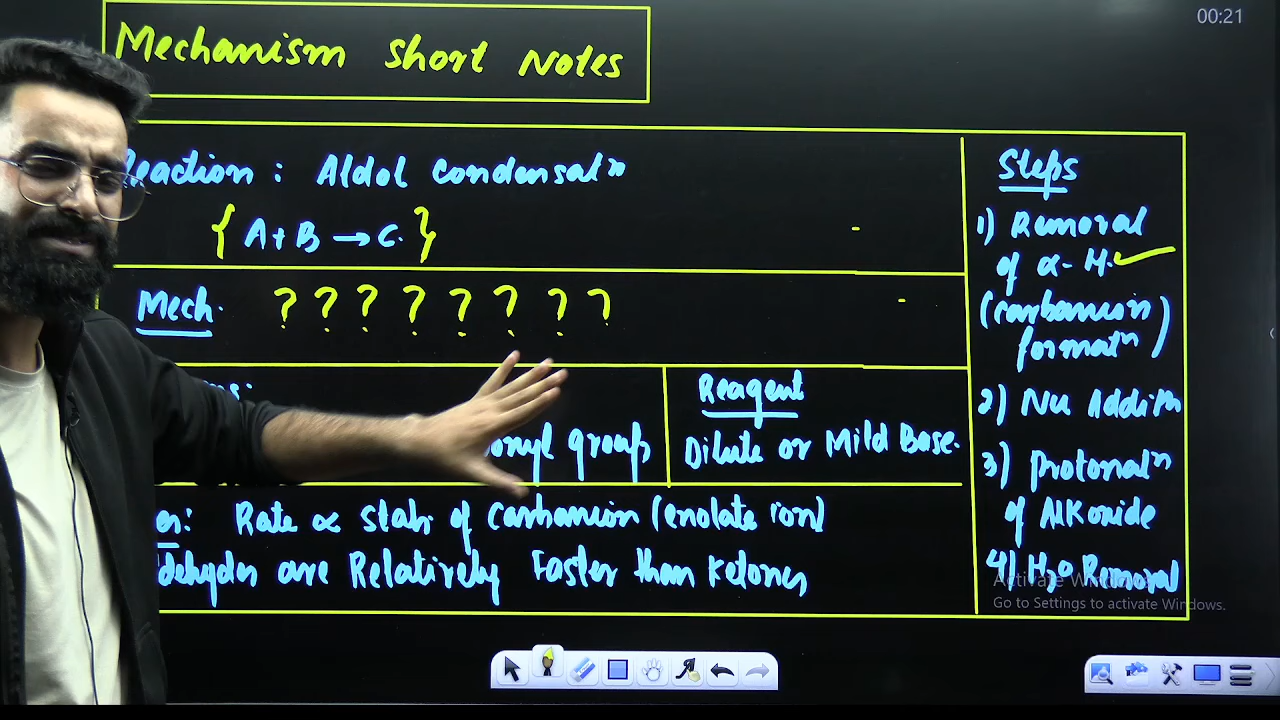 00:21
Mechanism Short Notes
Reaction: Aldol Condensatⁿ
{ A+B → C. }
Mech. ? ? ? ? ? ? ? ?
group
Reagent
Dilute or Mild Base.
Rate ∝ stab. of carbanion (enolate ion)
are Relatively Faster than Ketones
Steps
1) Removal
of α-H.
(carbanion
formatⁿ)
2) Nu Additn
3) Protonatⁿ
of Alkoxide
4) H₂O Removal
Activate Windows
Go to Settings to activate Windows.